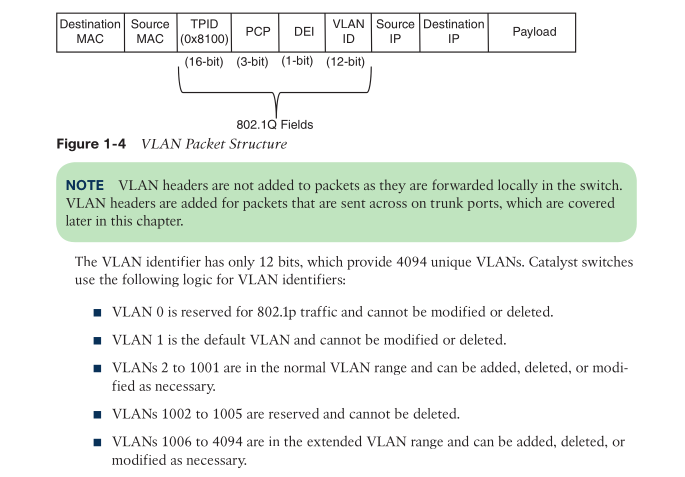 Destination MAC Source MAC TPID (0x8100) PCP DEI VLAN ID Source IP Destination IP Payload
(16-bit) (3-bit) (1-bit) (12-bit)
802.1Q Fields
Figure 1-4 VLAN Packet Structure
NOTE VLAN headers are not added to packets as they are forwarded locally in the switch.
VLAN headers are added for packets that are sent across on trunk ports, which are covered
later in this chapter.
The VLAN identifier has only 12 bits, which provide 4094 unique VLANs. Catalyst switches
use the following logic for VLAN identifiers:
■ VLAN 0 is reserved for 802.1p traffic and cannot be modified or deleted.
■ VLAN 1 is the default VLAN and cannot be modified or deleted.
■ VLANs 2 to 1001 are in the normal VLAN range and can be added, deleted, or modi-
fied as necessary.
■ VLANs 1002 to 1005 are reserved and cannot be deleted.
■ VLANs 1006 to 4094 are in the extended VLAN range and can be added, deleted, or
modified as necessary.